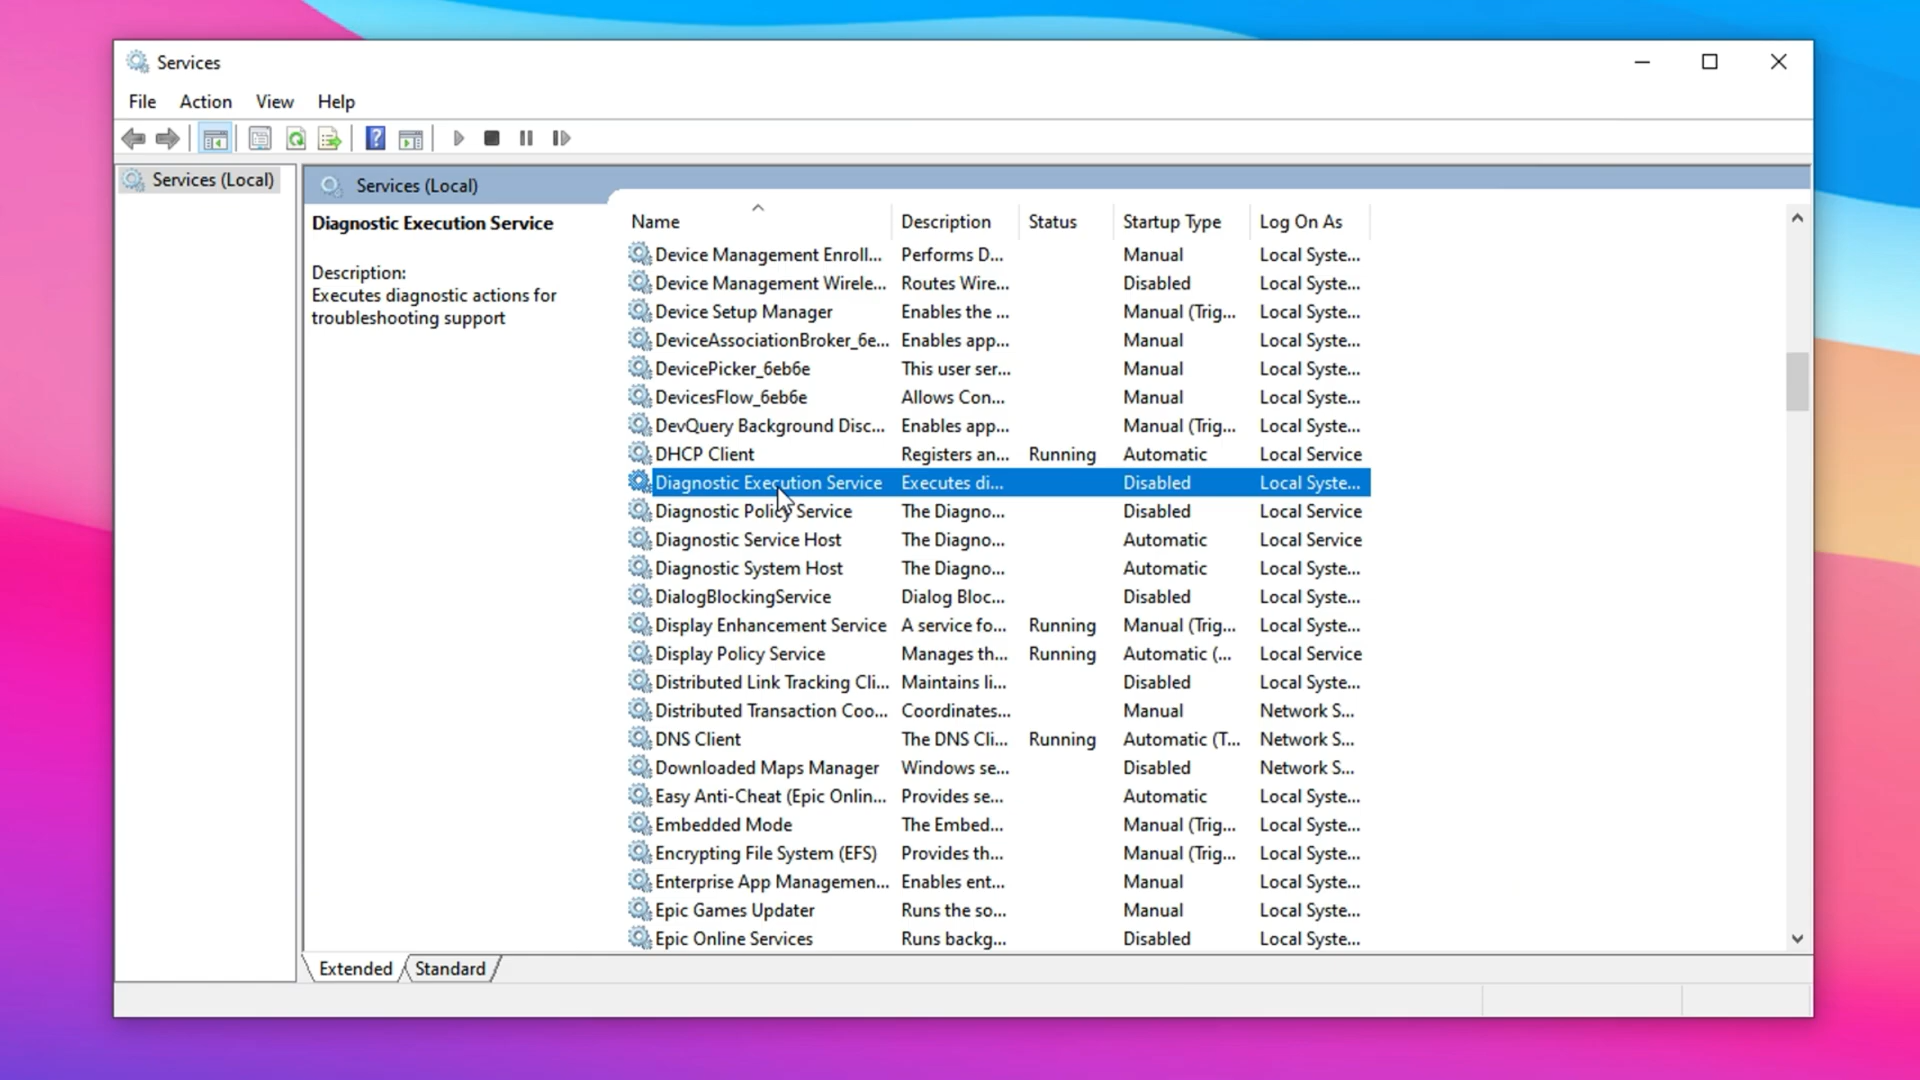 Services
File Action View Help
Services (Local)
Services (Local)
Diagnostic Execution Service
Description:
Executes diagnostic actions for
troubleshooting support
Name Description Status Startup Type Log On As
Device Management Enroll... Performs D... Manual Local Syste...
Device Management Wirele... Routes Wire... Disabled Local Syste...
Device Setup Manager Enables the ... Manual (Trig... Local Syste...
DeviceAssociationBroker_6e... Enables app... Manual Local Syste...
DevicePicker_6eb6e This user ser... Manual Local Syste...
DevicesFlow_6eb6e Allows Con... Manual Local Syste...
DevQuery Background Disc... Enables app... Manual (Trig... Local Syste...
DHCP Client Registers an... Running Automatic Local Service
Diagnostic Execution Service Executes di... Disabled Local Syste...
Diagnostic Policy Service The Diagno... Disabled Local Service
Diagnostic Service Host The Diagno... Automatic Local Service
Diagnostic System Host The Diagno... Automatic Local Syste...
DialogBlockingService Dialog Bloc... Disabled Local Syste...
Display Enhancement Service A service fo... Running Manual (Trig... Local Syste...
Display Policy Service Manages th... Running Automatic (... Local Service
Distributed Link Tracking Cli... Maintains li... Disabled Local Syste...
Distributed Transaction Coo... Coordinates... Manual Network S...
DNS Client The DNS Cli... Running Automatic (T... Network S...
Downloaded Maps Manager Windows se... Disabled Network S...
Easy Anti-Cheat (Epic Onlin... Provides se... Automatic Local Syste...
Embedded Mode The Embed... Manual (Trig... Local Syste...
Encrypting File System (EFS) Provides th... Manual (Trig... Local Syste...
Enterprise App Managemen... Enables ent... Manual Local Syste...
Epic Games Updater Runs the so... Manual Local Syste...
Epic Online Services Runs backg... Disabled Local Syste...
Extended Standard